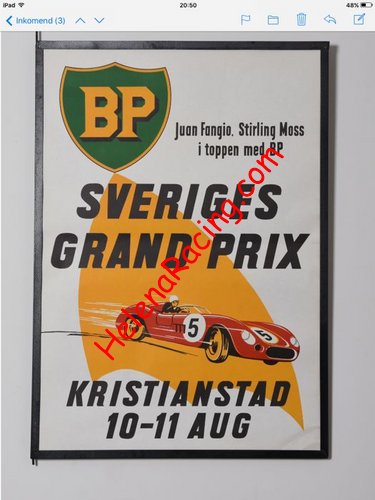 iPad 20:50 48%
Inkomend (3)
BP
Juan Fangio, Stirling Moss
i toppen med BP
SVERIGES
GRAND PRIX
5 5
KRISTIANSTAD
10-11 AUG
HelenaRacing.com